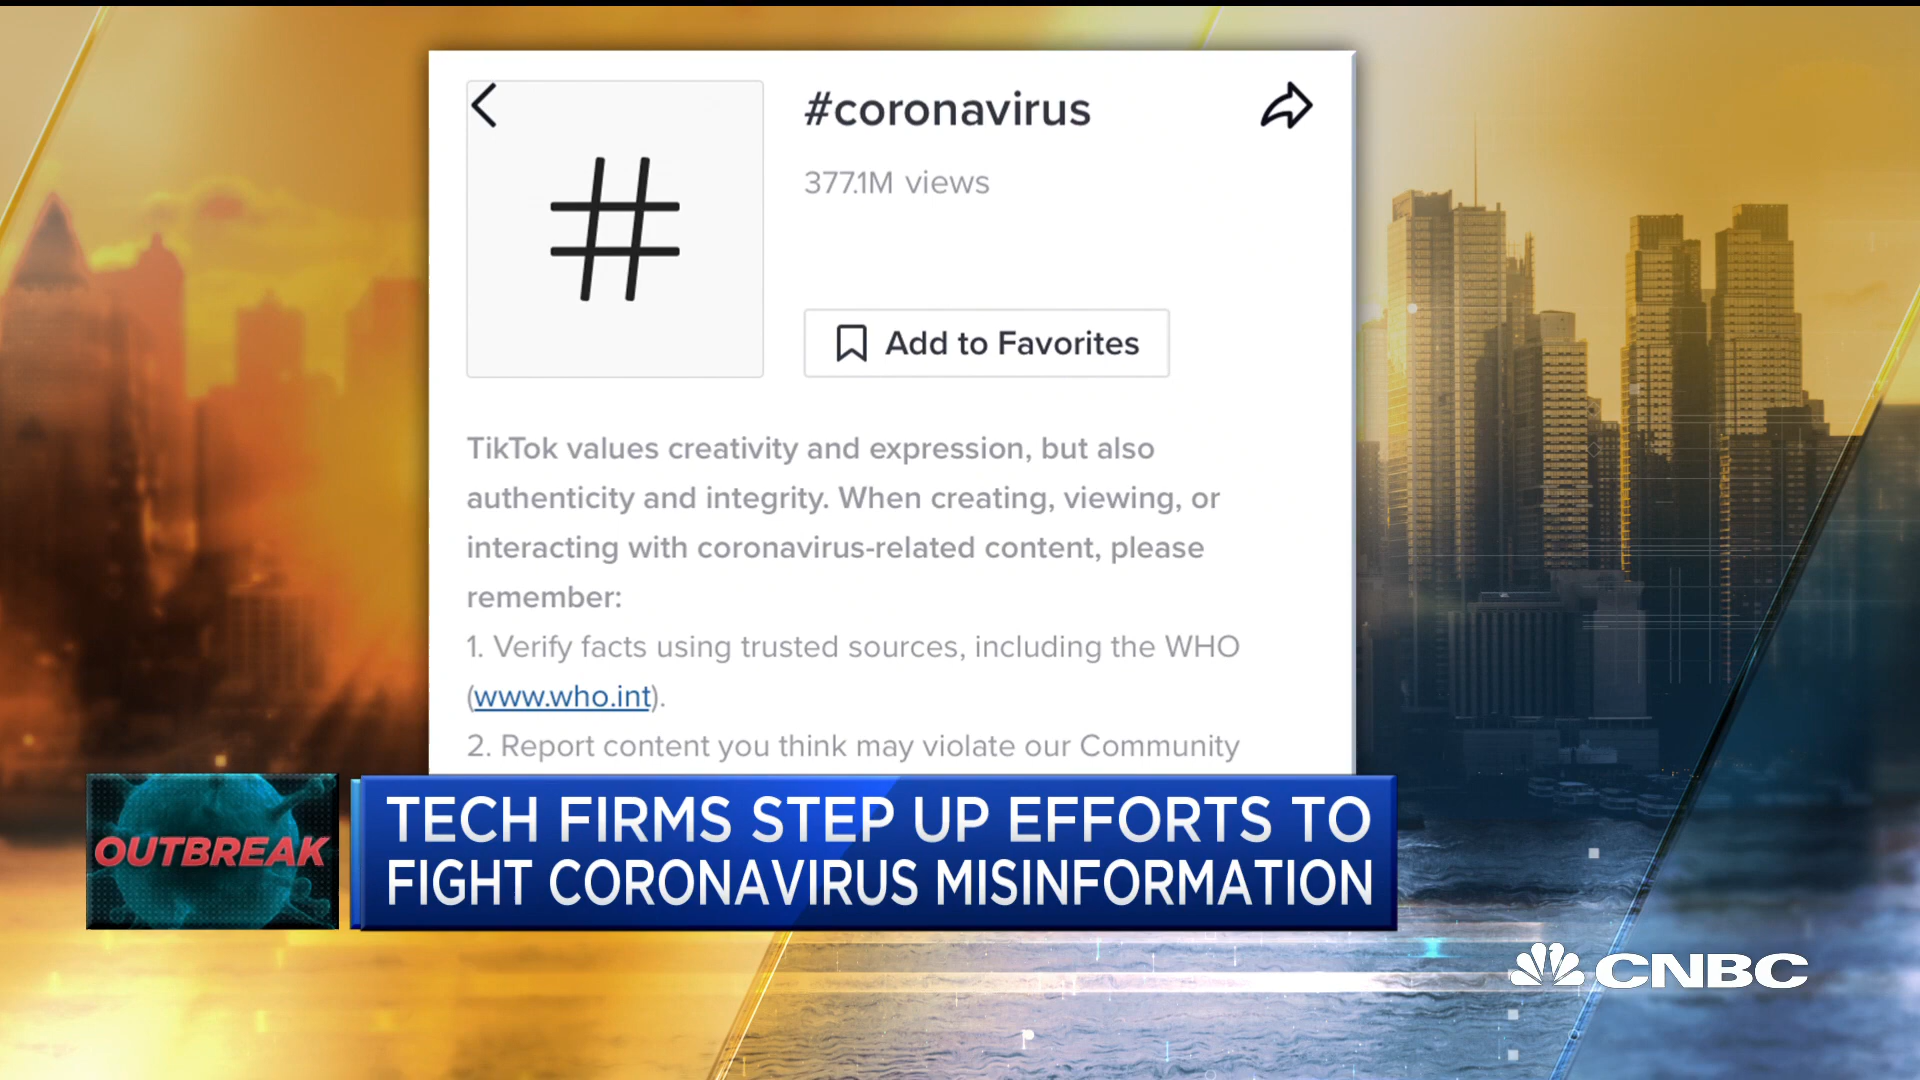 #coronavirus
377.1M views
Add to Favorites
TikTok values creativity and expression, but also
authenticity and integrity. When creating, viewing, or
interacting with coronavirus-related content, please
remember:
1. Verify facts using trusted sources, including the WHO
(www.who.int).
2. Report content you think may violate our Community
OUTBREAK
TECH FIRMS STEP UP EFFORTS TO
FIGHT CORONAVIRUS MISINFORMATION
CNBC